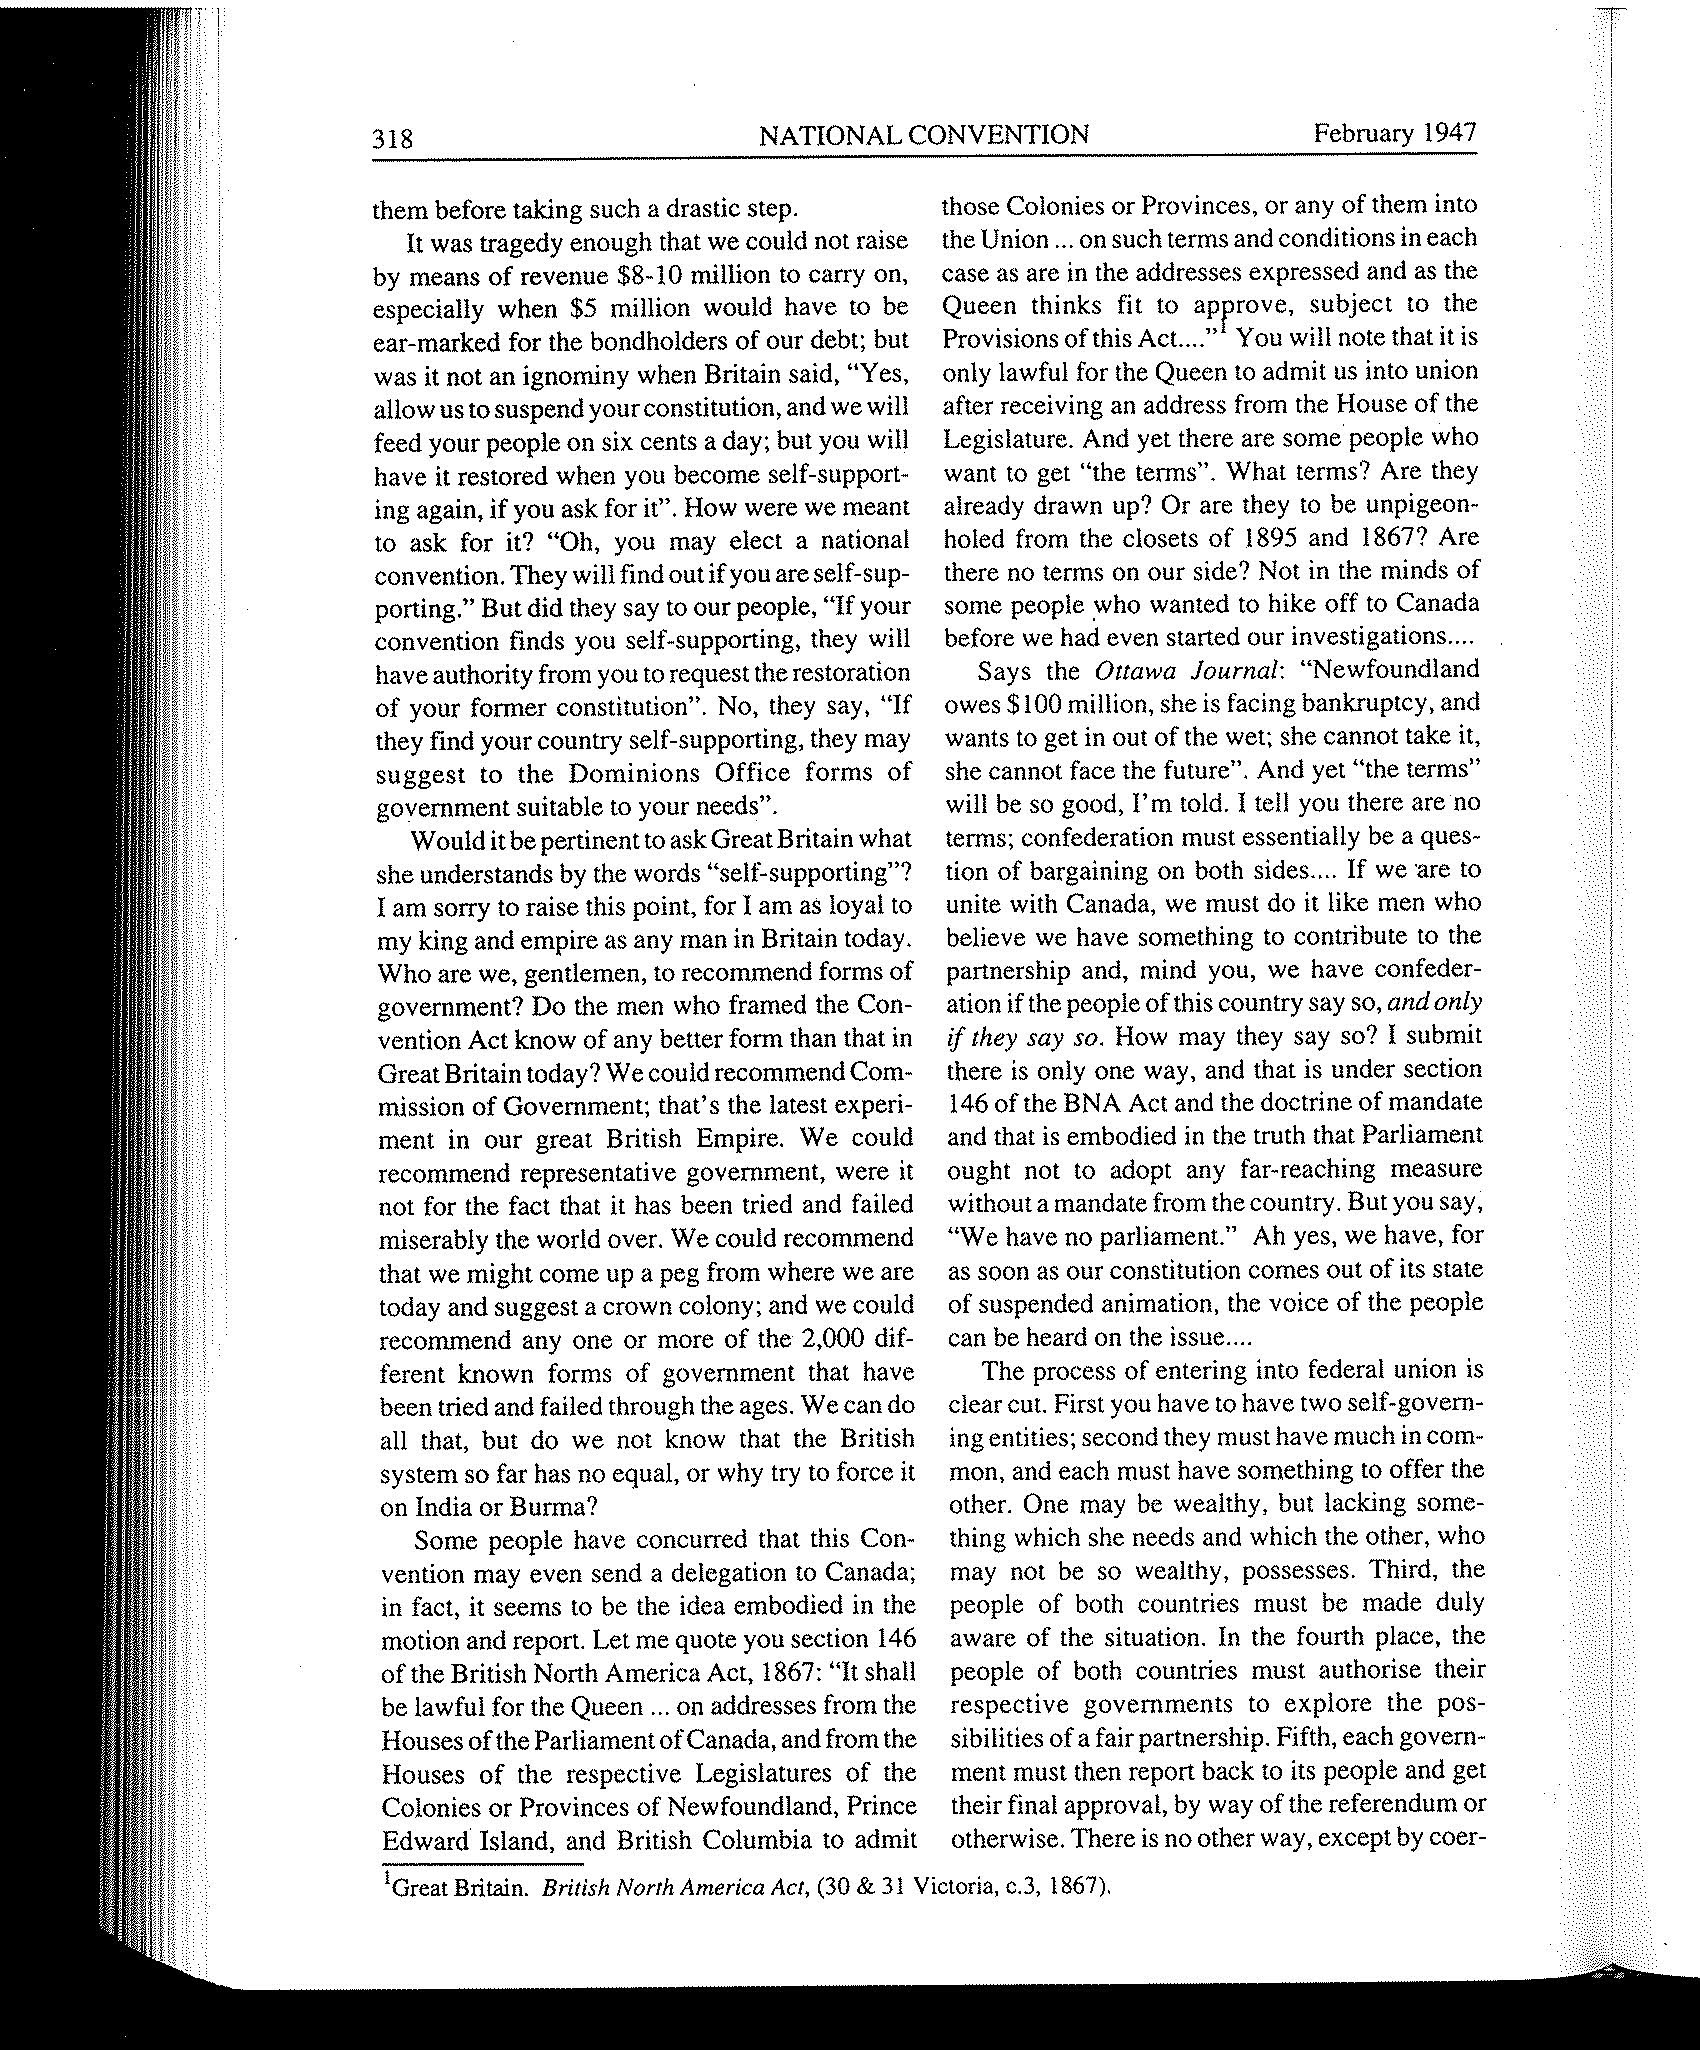 318
NATIONAL CONVENTION
February 1947
them before taking such a drastic step.
It was tragedy enough that we could not raise
by means of revenue $8-10 million to carry on,
especially when $5 million would have to be
ear-marked for the bondholders of our debt; but
was it not an ignominy when Britain said, “Yes,
allow us to suspend your constitution, and we will
feed your people on six cents a day; but you will
have it restored when you become self-support-
ing again, if you ask for it”. How were we meant
to ask for it? “Oh, you may elect a national
convention. They will find out if you are self-sup-
porting.” But did they say to our people, “If your
convention finds you self-supporting, they will
have authority from you to request the restoration
of your former constitution”. No, they say, “If
they find your country self-supporting, they may
suggest to the Dominions Office forms of
government suitable to your needs”.
Would it be pertinent to ask Great Britain what
she understands by the words “self-supporting”?
I am sorry to raise this point, for I am as loyal to
my king and empire as any man in Britain today.
Who are we, gentlemen, to recommend forms of
government? Do the men who framed the Con-
vention Act know of any better form than that in
Great Britain today? We could recommend Com-
mission of Government; that’s the latest experi-
ment in our great British Empire. We could
recommend representative government, were it
not for the fact that it has been tried and failed
miserably the world over. We could recommend
that we might come up a peg from where we are
today and suggest a crown colony; and we could
recommend any one or more of the 2,000 dif-
ferent known forms of government that have
been tried and failed through the ages. We can do
all that, but do we not know that the British
system so far has no equal, or why try to force it
on India or Burma?
Some people have concurred that this Con-
vention may even send a delegation to Canada;
in fact, it seems to be the idea embodied in the
motion and report. Let me quote you section 146
of the British North America Act, 1867: “It shall
be lawful for the Queen ... on addresses from the
Houses of the Parliament of Canada, and from the
Houses of the respective Legislatures of the
Colonies or Provinces of Newfoundland, Prince
Edward Island, and British Columbia to admit
those Colonies or Provinces, or any of them into
the Union ... on such terms and conditions in each
case as are in the addresses expressed and as the
Queen thinks fit to approve, subject to the
Provisions of this Act....”1 You will note that it is
only lawful for the Queen to admit us into union
after receiving an address from the House of the
Legislature. And yet there are some people who
want to get “the terms”. What terms? Are they
already drawn up? Or are they to be unpigeon-
holed from the closets of 1895 and 1867? Are
there no terms on our side? Not in the minds of
some people who wanted to hike off to Canada
before we had even started our investigations....
Says the Ottawa Journal: “Newfoundland
owes $100 million, she is facing bankruptcy, and
wants to get in out of the wet; she cannot take it,
she cannot face the future”. And yet “the terms”
will be so good, I’m told. I tell you there are no
terms; confederation must essentially be a ques-
tion of bargaining on both sides.... If we are to
unite with Canada, we must do it like men who
believe we have something to contribute to the
partnership and, mind you, we have confeder-
ation if the people of this country say so, and only
if they say so. How may they say so? I submit
there is only one way, and that is under section
146 of the BNA Act and the doctrine of mandate
and that is embodied in the truth that Parliament
ought not to adopt any far-reaching measure
without a mandate from the country. But you say,
“We have no parliament.” Ah yes, we have, for
as soon as our constitution comes out of its state
of suspended animation, the voice of the people
can be heard on the issue....
The process of entering into federal union is
clear cut. First you have to have two self-govern-
ing entities; second they must have much in com-
mon, and each must have something to offer the
other. One may be wealthy, but lacking some-
thing which she needs and which the other, who
may not be so wealthy, possesses. Third, the
people of both countries must be made duly
aware of the situation. In the fourth place, the
people of both countries must authorise their
respective governments to explore the pos-
sibilities of a fair partnership. Fifth, each govern-
ment must then report back to its people and get
their final approval, by way of the referendum or
otherwise. There is no other way, except by coer-
1Great Britain. British North America Act, (30 & 31 Victoria, c.3, 1867).